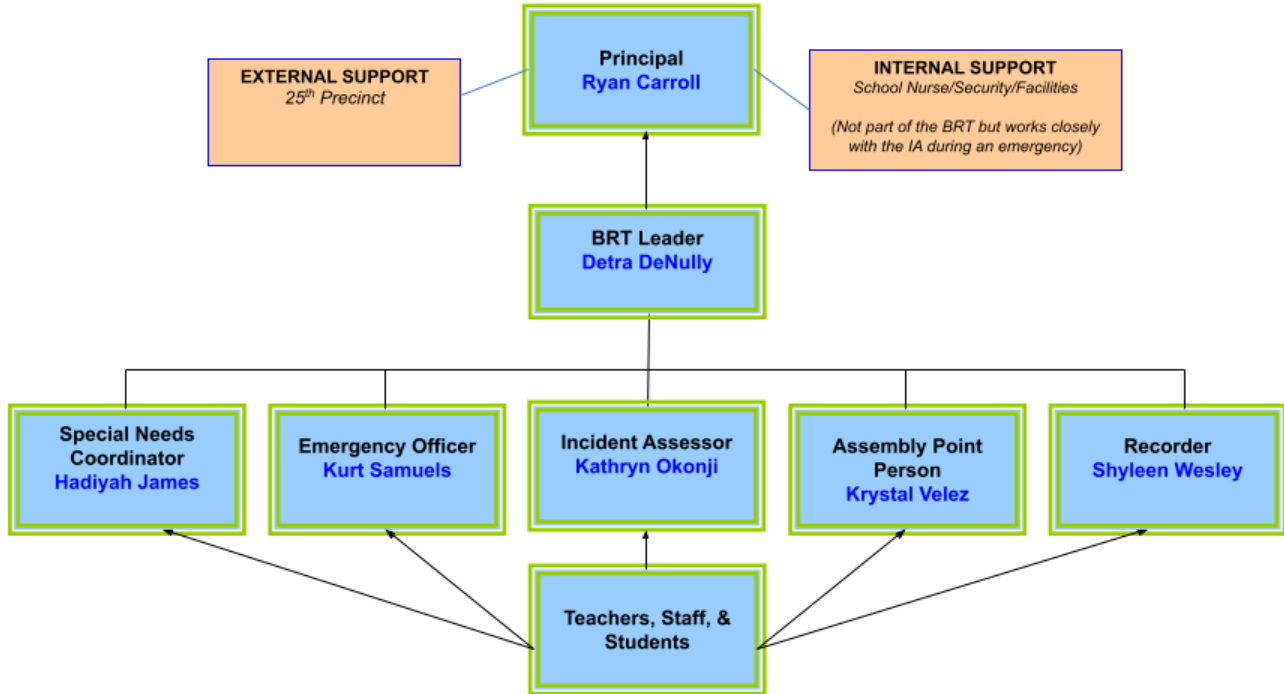 Principal
Ryan Carroll
EXTERNAL SUPPORT
25th Precinct
INTERNAL SUPPORT
School Nurse/Security/Facilities
(Not part of the BRT but works closely
with the IA during an emergency)
BRT Leader
Detra DeNully
Special Needs
Coordinator
Hadiyah James
Emergency Officer
Kurt Samuels
Incident Assessor
Kathryn Okonji
Assembly Point
Person
Krystal Velez
Recorder
Shyleen Wesley
Teachers, Staff, &
Students